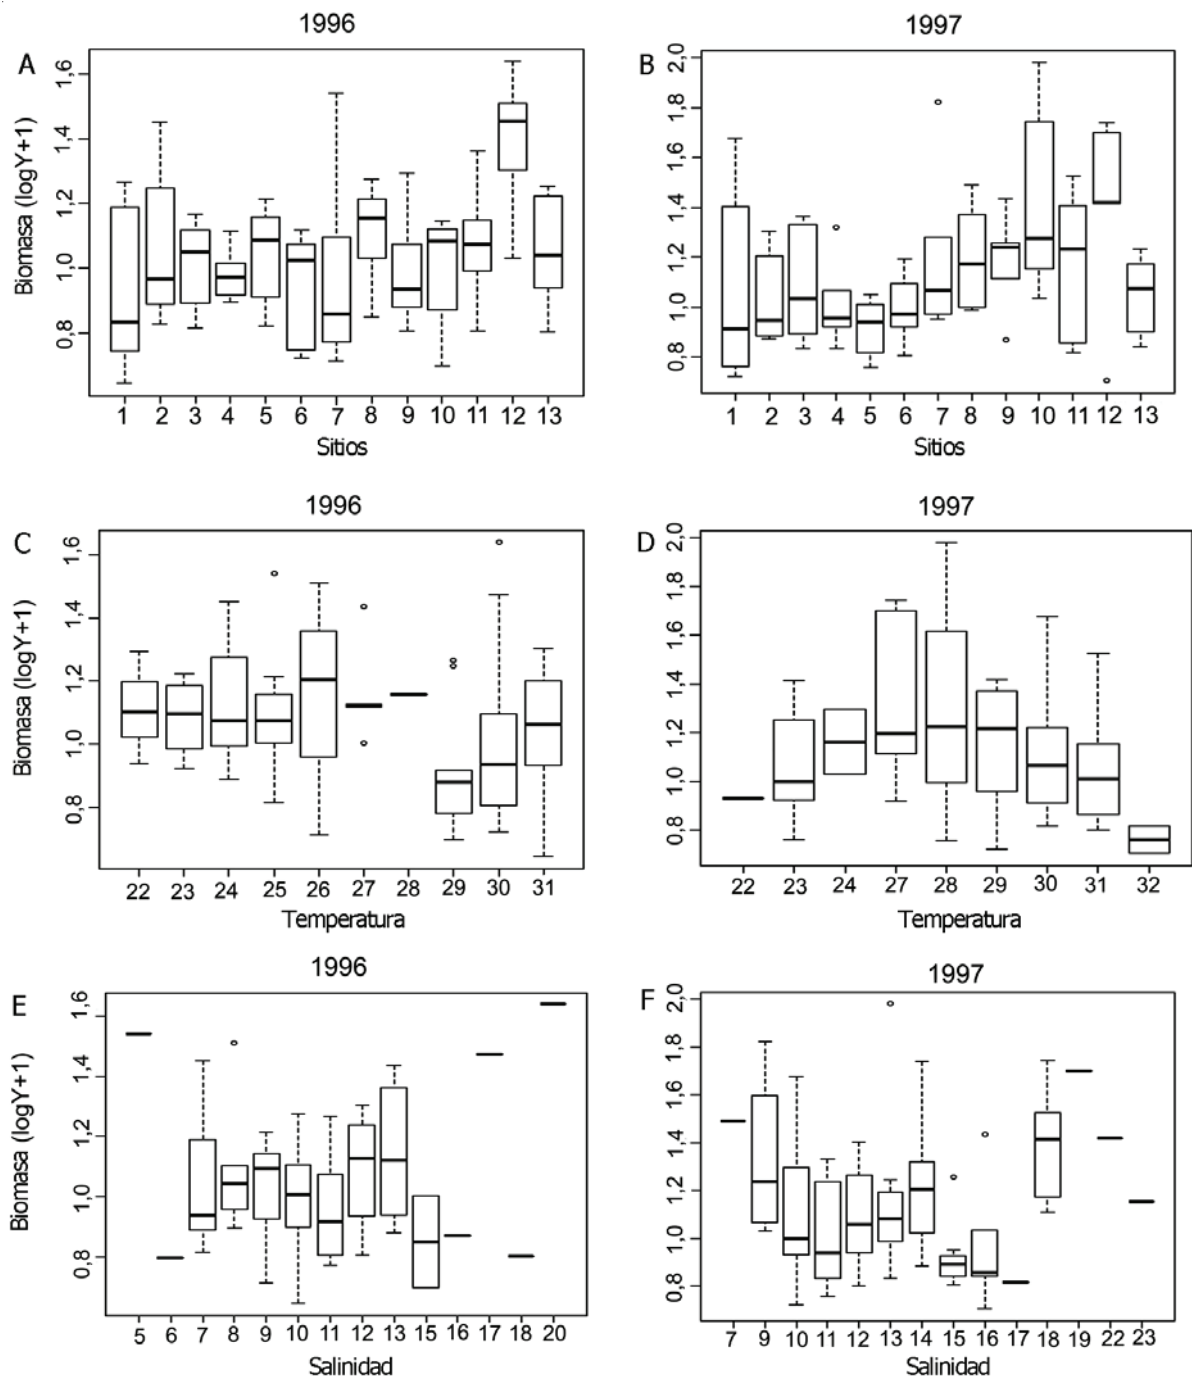 1996
A
Biomasa (logY+1)
1,6
1,4
1,2
1,0
0,8
1 2 3 4 5 6 7 8 9 10 11 12 13
Sitios
1997
B
2,0
1,8
1,6
1,4
1,2
1,0
0,8
1 2 3 4 5 6 7 8 9 10 11 12 13
Sitios
1996
C
Biomasa (logY+1)
1,6
1,4
1,2
1,0
0,8
22 23 24 25 26 27 28 29 30 31
Temperatura
1997
D
2,0
1,8
1,6
1,4
1,2
1,0
0,8
22 23 24 27 28 29 30 31 32
Temperatura
1996
E
Biomasa (logY+1)
1,6
1,4
1,2
1,0
0,8
5 6 7 8 9 10 11 12 13 15 16 17 18 20
Salinidad
1997
F
2,0
1,8
1,6
1,4
1,2
1,0
0,8
7 9 10 11 12 13 14 15 16 17 18 19 22 23
Salinidad